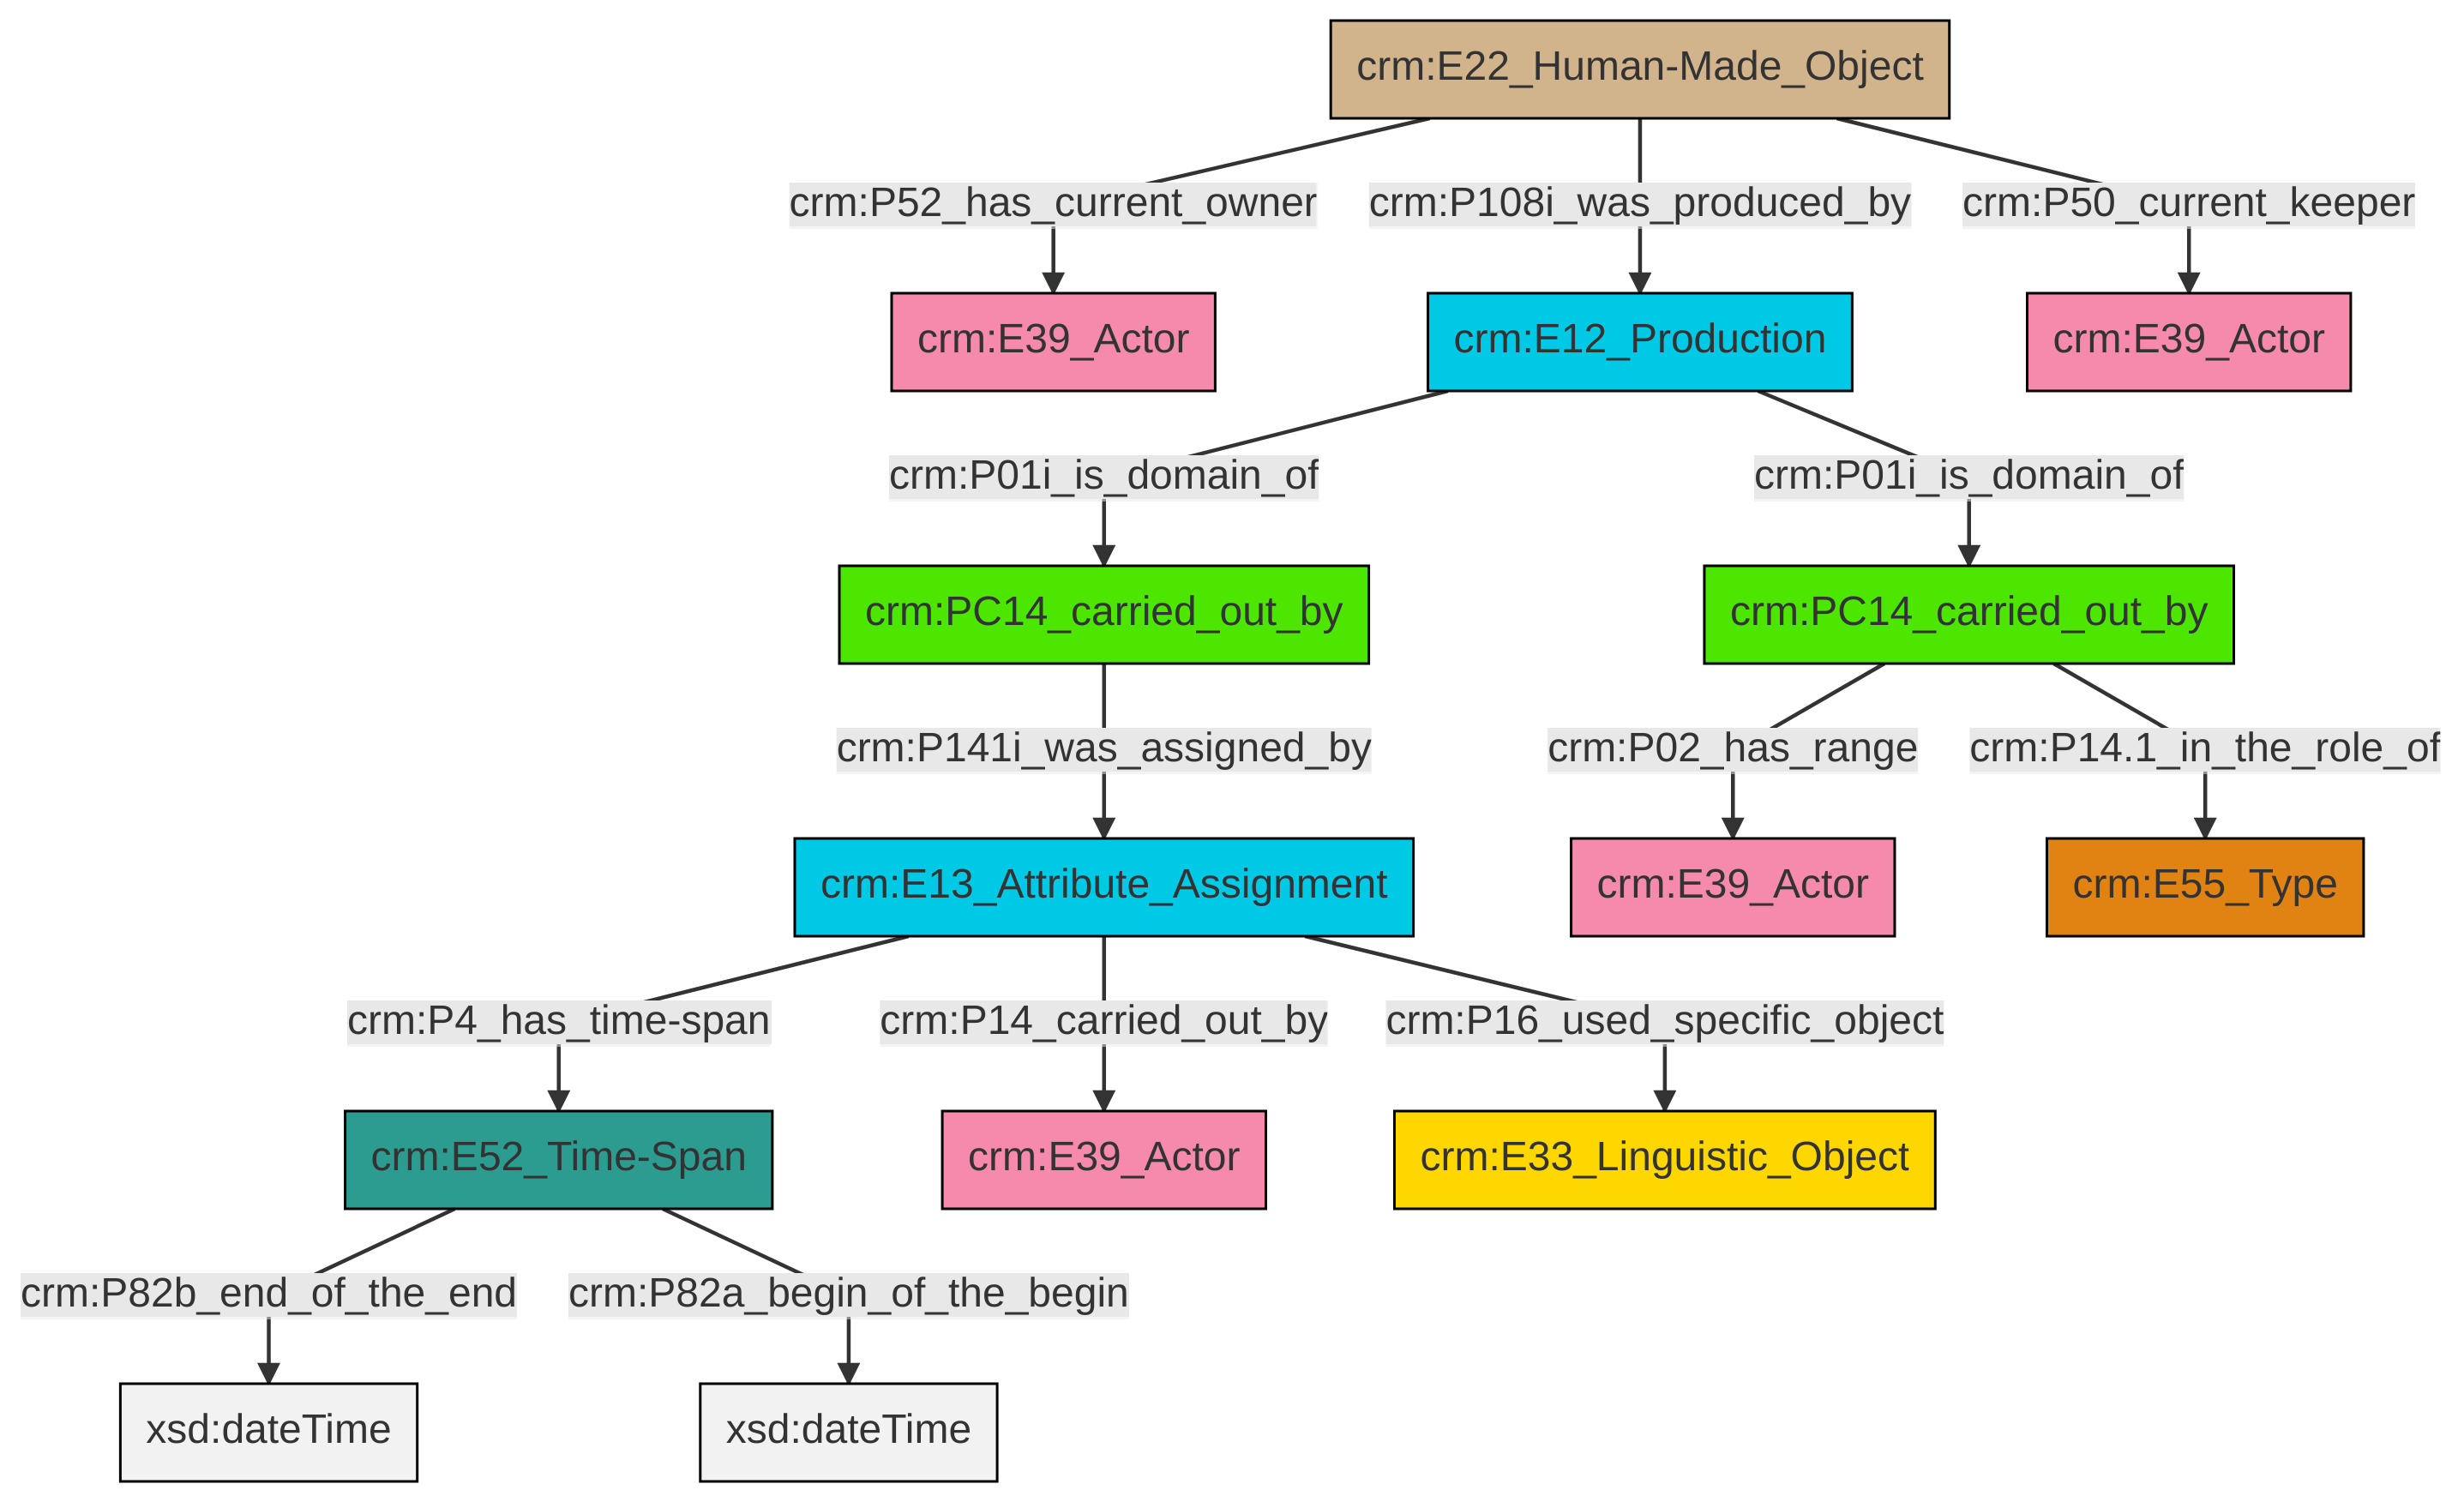 crm:E22_Human-Made_Object
crm:P52_has_current_owner
crm:P108i_was_produced_by
crm:P50_current_keeper
crm:E39_Actor
crm:E12_Production
crm:E39_Actor
crm:P01i_is_domain_of
crm:P01i_is_domain_of
crm:PC14_carried_out_by
crm:PC14_carried_out_by
crm:P141i_was_assigned_by
crm:P02_has_range
crm:P14.1_in_the_role_of
crm:E13_Attribute_Assignment
crm:E39_Actor
crm:E55_Type
crm:P4_has_time-span
crm:P14_carried_out_by
crm:P16_used_specific_object
crm:E52_Time-Span
crm:E39_Actor
crm:E33_Linguistic_Object
crm:P82b_end_of_the_end
crm:P82a_begin_of_the_begin
xsd:dateTime
xsd:dateTime